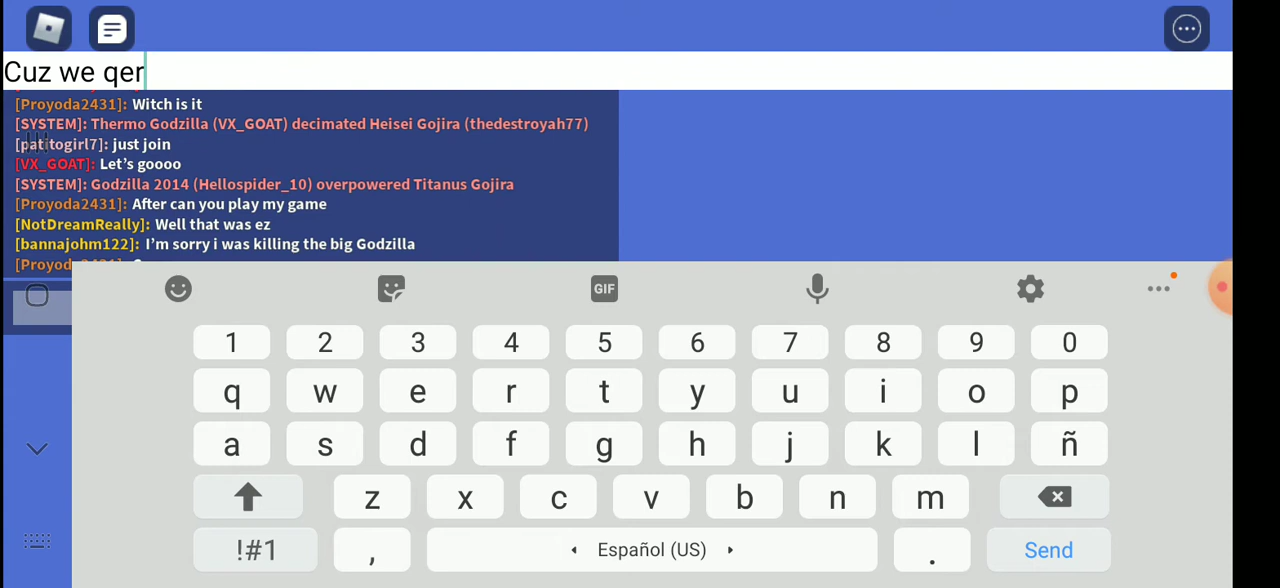 Cuz we qer
[Proyoda2431]: Witch is it
[SYSTEM]: Thermo Godzilla (VX_GOAT) decimated Heisei Gojira (thedestroyah77)
[patitogirl7]: just join
[VX_GOAT]: Let's goooo
[SYSTEM]: Godzilla 2014 (Hellospider_10) overpowered Titanus Gojira
[Proyoda2431]: After can you play my game
[NotDreamReally]: Well that was ez
[bannajohm122]: I'm sorry i was killing the big Godzilla
[Proyoda2431]:
GIF
1 2 3 4 5 6 7 8 9 0
q w e r t y u i o p
a s d f g h j k l ñ
z x c v b n m
!#1 , Español (US) . Send